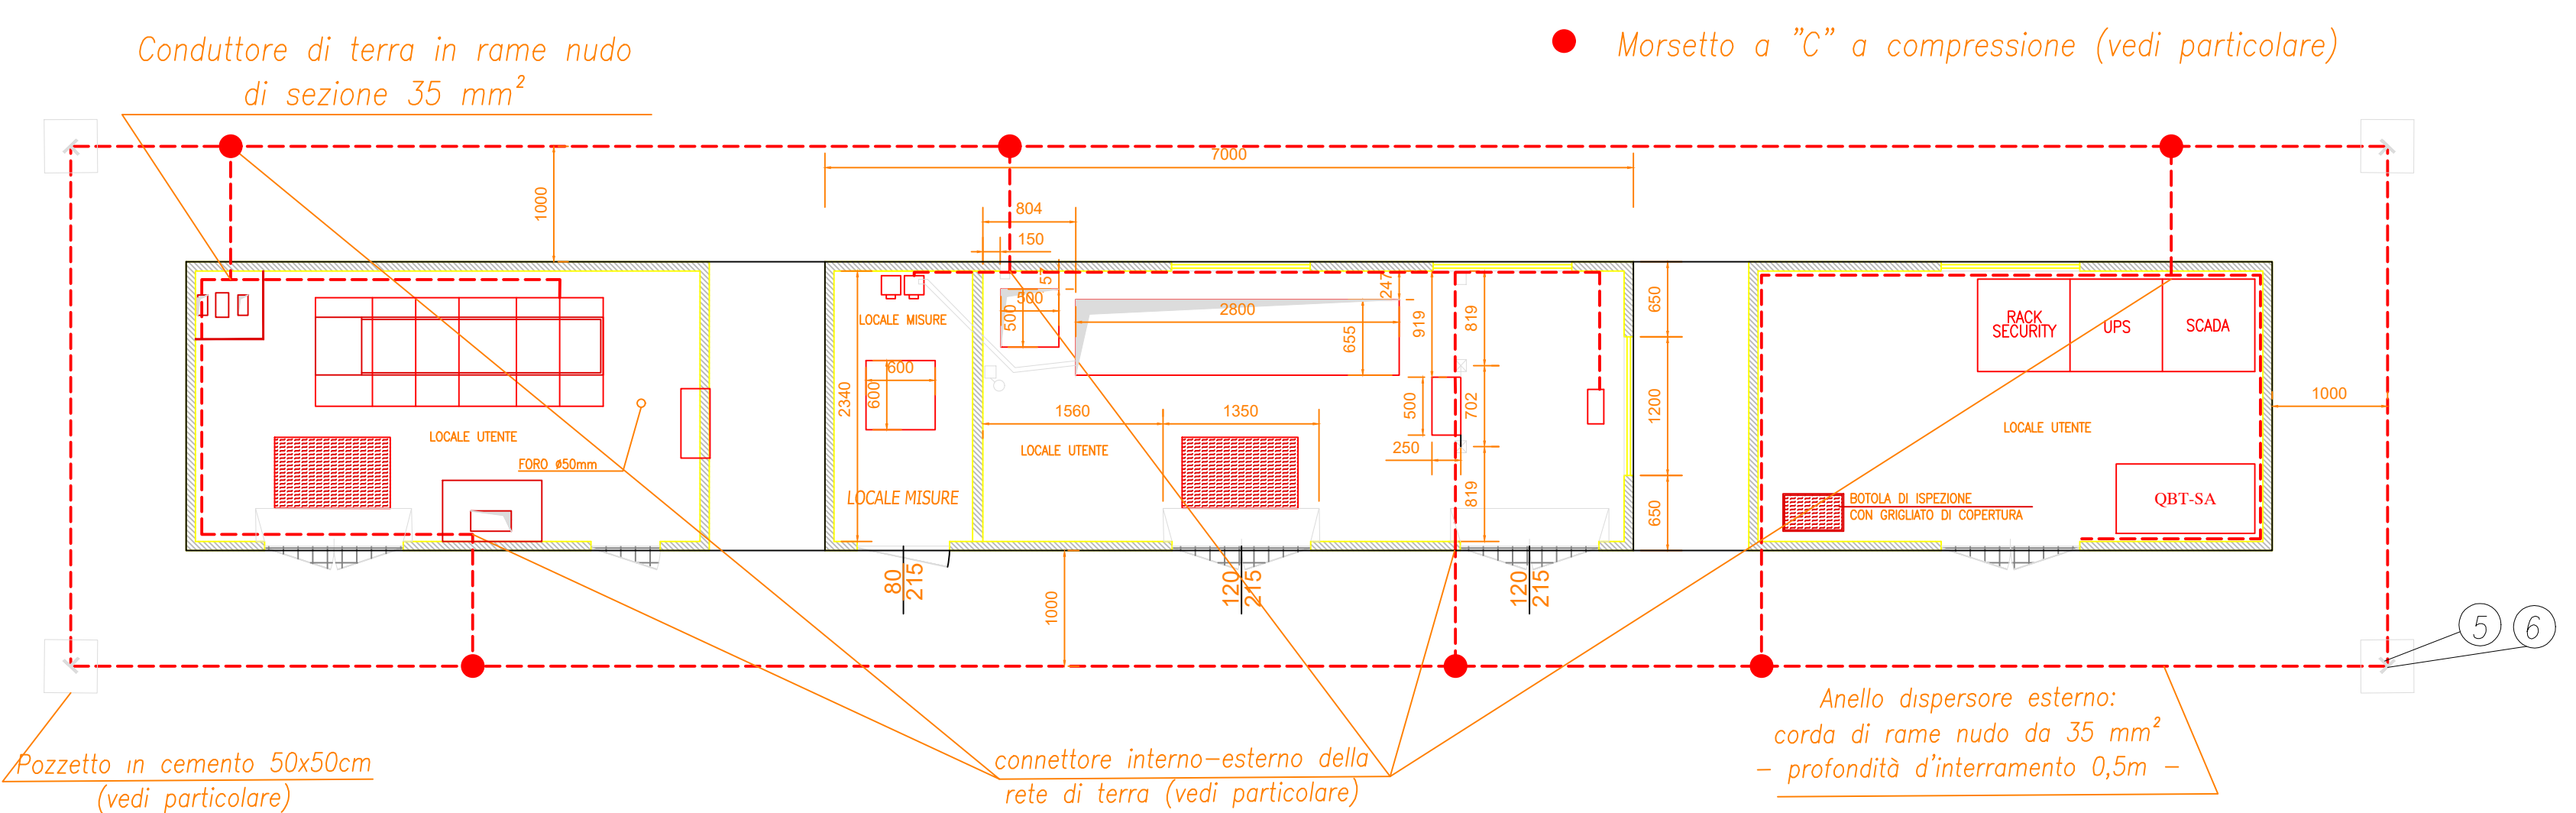 Conduttore di terra in rame nudo
di sezione 35 mm²
Morsetto a "C" a compressione (vedi particolare)
7000
1000
804
150
57
500
500
247
2800
655
919
819
650
LOCALE MISURE
RACK
SECURITY
UPS
SCADA
600
600
2340
1560
1350
500
702
1200
1000
250
LOCALE UTENTE
FORO ø50mm
LOCALE UTENTE
LOCALE UTENTE
LOCALE MISURE
819
650
BOTOLA DI ISPEZIONE
CON GRIGLIATO DI COPERTURA
QBT-SA
80
215
120
215
120
215
1000
5
6
Anello dispersore esterno:
corda di rame nudo da 35 mm²
- profondità d'interramento 0,5m -
Pozzetto in cemento 50x50cm
(vedi particolare)
connettore interno-esterno della
rete di terra (vedi particolare)